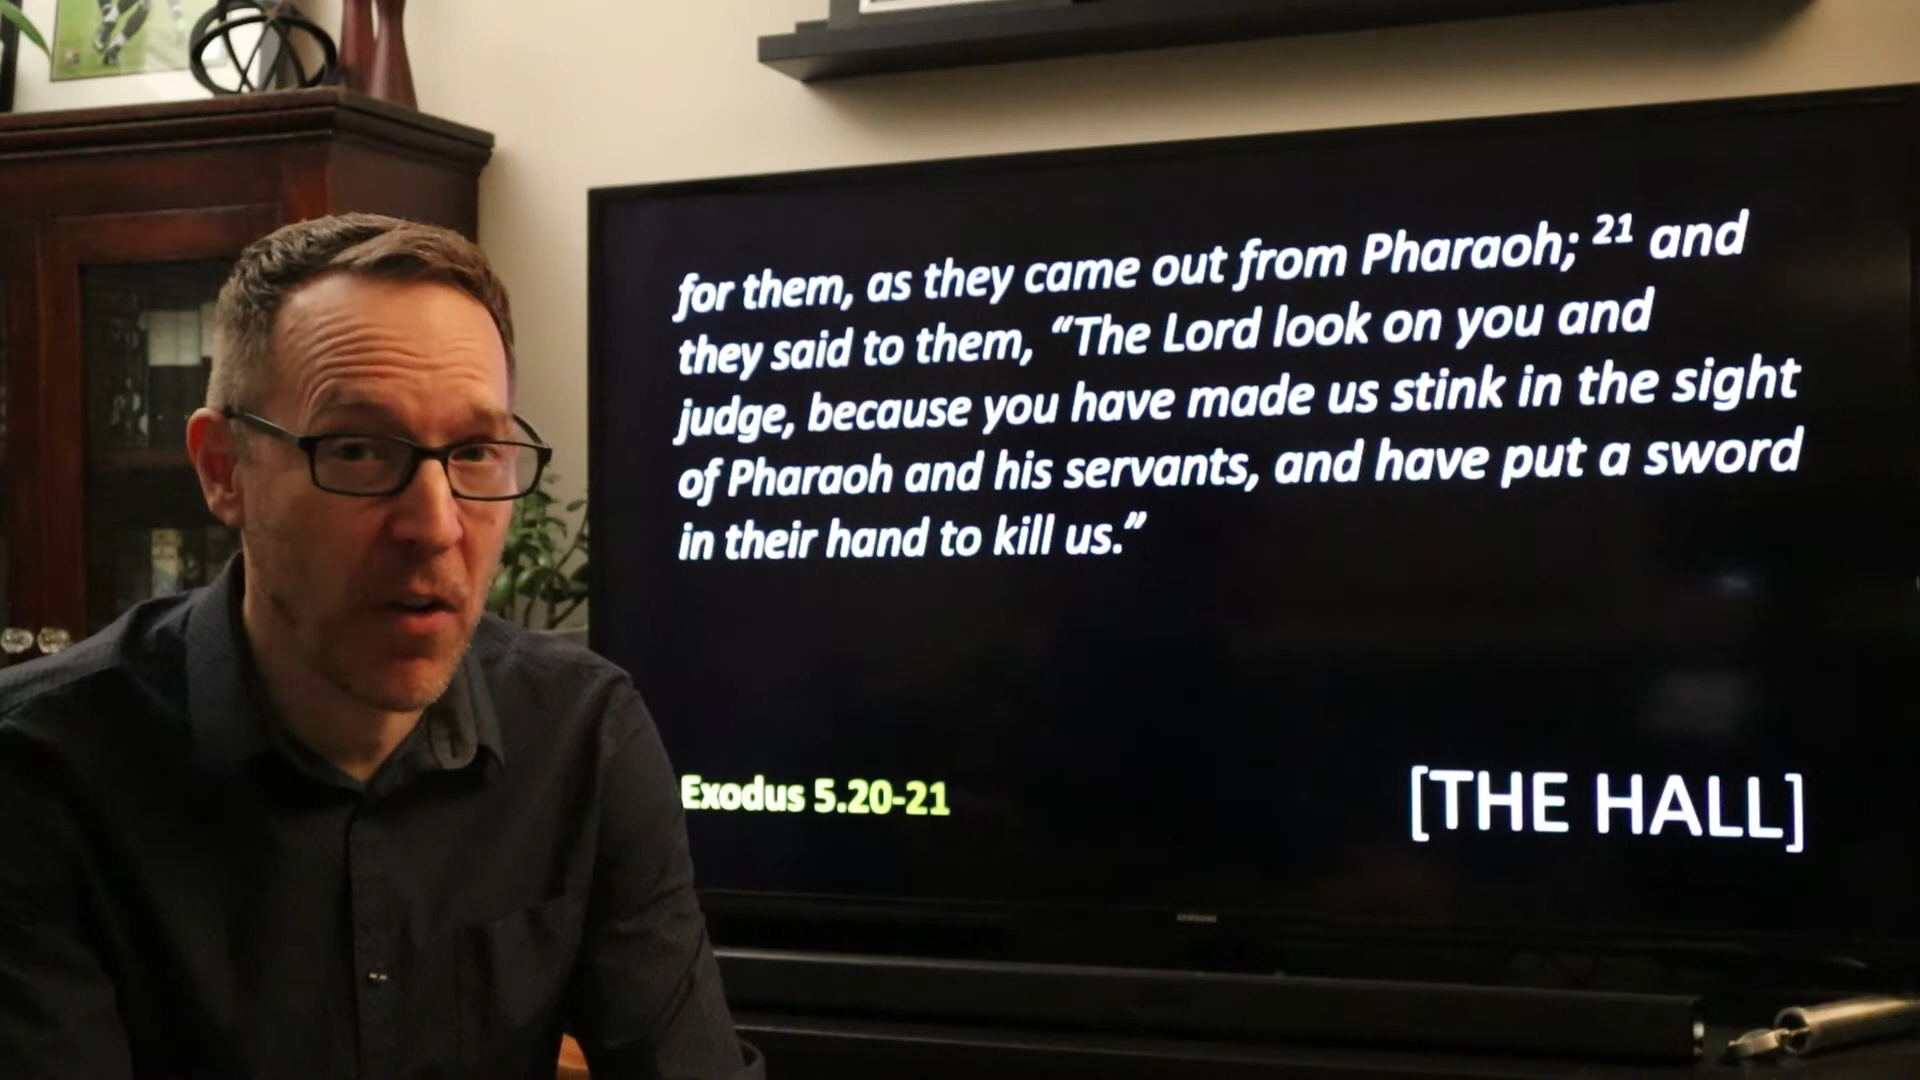 for them, as they came out from Pharaoh; 21 and
they said to them, “The Lord look on you and
judge, because you have made us stink in the sight
of Pharaoh and his servants, and have put a sword
in their hand to kill us.”
Exodus 5.20-21
[THE HALL]
SAMSUNG